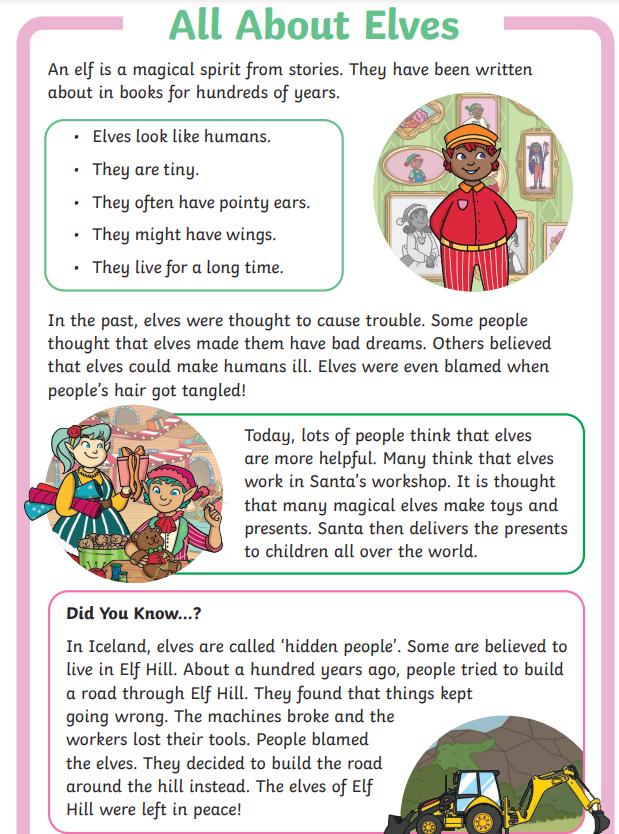 All About Elves
An elf is a magical spirit from stories. They have been written
about in books for hundreds of years.
• Elves look like humans.
• They are tiny.
• They often have pointy ears.
• They might have wings.
• They live for a long time.
In the past, elves were thought to cause trouble. Some people
thought that elves made them have bad dreams. Others believed
that elves could make humans ill. Elves were even blamed when
people’s hair got tangled!
Today, lots of people think that elves
are more helpful. Many think that elves
work in Santa’s workshop. It is thought
that many magical elves make toys and
presents. Santa then delivers the presents
to children all over the world.
Did You Know...?
In Iceland, elves are called ‘hidden people’. Some are believed to
live in Elf Hill. About a hundred years ago, people tried to build
a road through Elf Hill. They found that things kept
going wrong. The machines broke and the
workers lost their tools. People blamed
the elves. They decided to build the road
around the hill instead. The elves of Elf
Hill were left in peace!